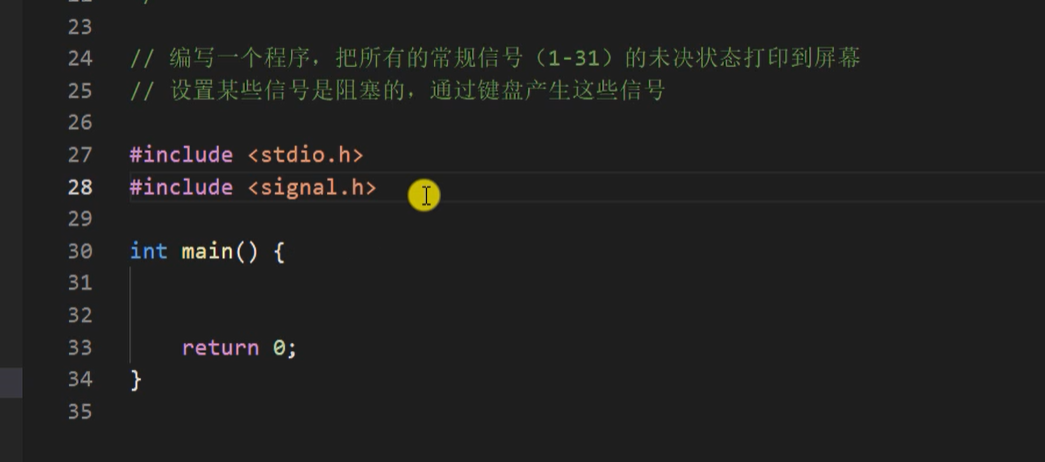 23
24 // 编写一个程序，把所有的常规信号（1-31）的未决状态打印到屏幕
25 // 设置某些信号是阻塞的，通过键盘产生这些信号
26
27 #include <stdio.h>
28 #include <signal.h>
29
30 int main() {
31
32
33 return 0;
34 }
35